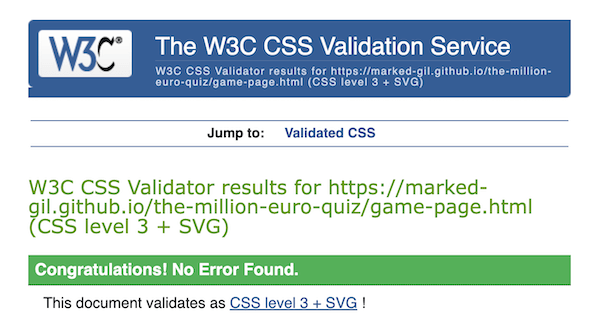 W3C®
The W3C CSS Validation Service
W3C CSS Validator results for https://marked-gil.github.io/the-million-
euro-quiz/game-page.html (CSS level 3 + SVG)
Jump to: Validated CSS
W3C CSS Validator results for https://marked-
gil.github.io/the-million-euro-quiz/game-page.html
(CSS level 3 + SVG)
Congratulations! No Error Found.
This document validates as CSS level 3 + SVG !